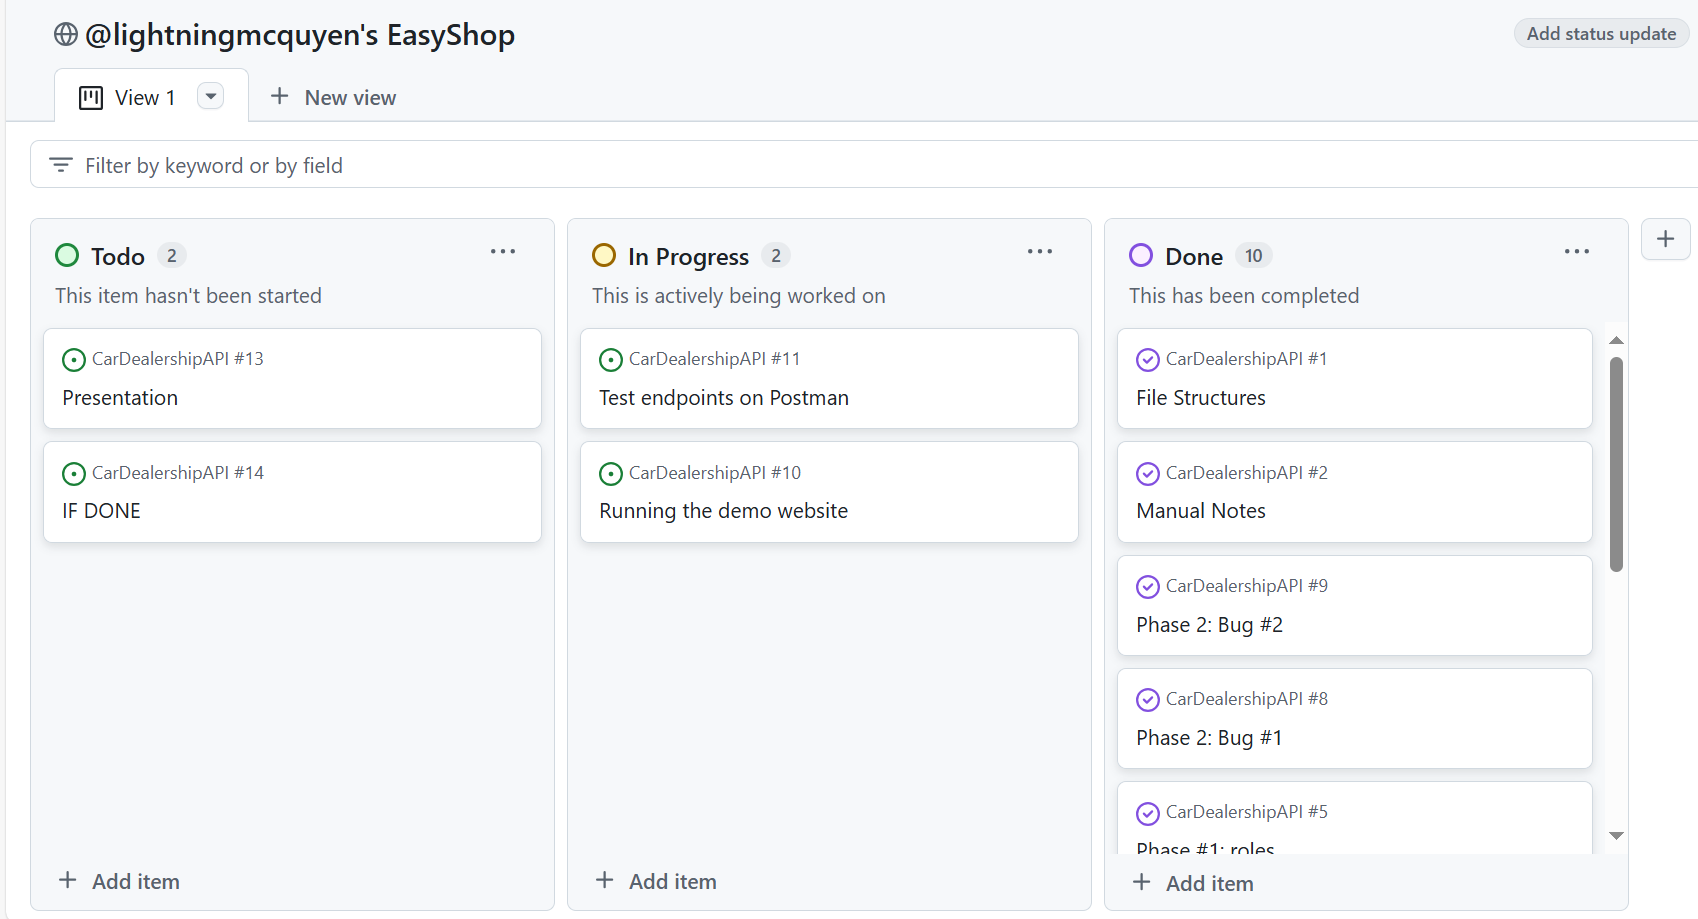 @lightningmcquyen's EasyShop
Add status update
View 1
New view
Filter by keyword or by field
Todo 2
This item hasn't been started
CarDealershipAPI #13
Presentation
CarDealershipAPI #14
IF DONE
Add item
In Progress 2
This is actively being worked on
CarDealershipAPI #11
Test endpoints on Postman
CarDealershipAPI #10
Running the demo website
Add item
Done 10
This has been completed
CarDealershipAPI #1
File Structures
CarDealershipAPI #2
Manual Notes
CarDealershipAPI #9
Phase 2: Bug #2
CarDealershipAPI #8
Phase 2: Bug #1
CarDealershipAPI #5
Phase #1: roles
Add item